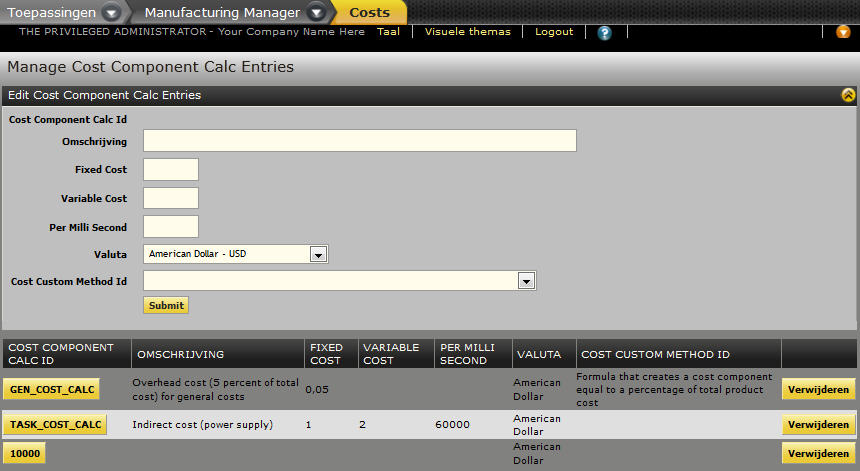 Toepassingen Manufacturing Manager Costs
THE PRIVILEGED ADMINISTRATOR - Your Company Name Here Taal Visuele themas Logout ?
Manage Cost Component Calc Entries
Edit Cost Component Calc Entries
Cost Component Calc Id
Omschrijving
Fixed Cost
Variable Cost
Per Milli Second
Valuta American Dollar - USD
Cost Custom Method Id
Submit
COST COMPONENT CALC ID OMSCHRIJVING FIXED COST VARIABLE COST PER MILLI SECOND VALUTA COST CUSTOM METHOD ID
GEN_COST_CALC Overhead cost (5 percent of total cost) for general costs 0,05 American Dollar Formula that creates a cost component equal to a percentage of total product cost Verwijderen
TASK_COST_CALC Indirect cost (power supply) 1 2 60000 American Dollar Verwijderen
10000 American Dollar Verwijderen